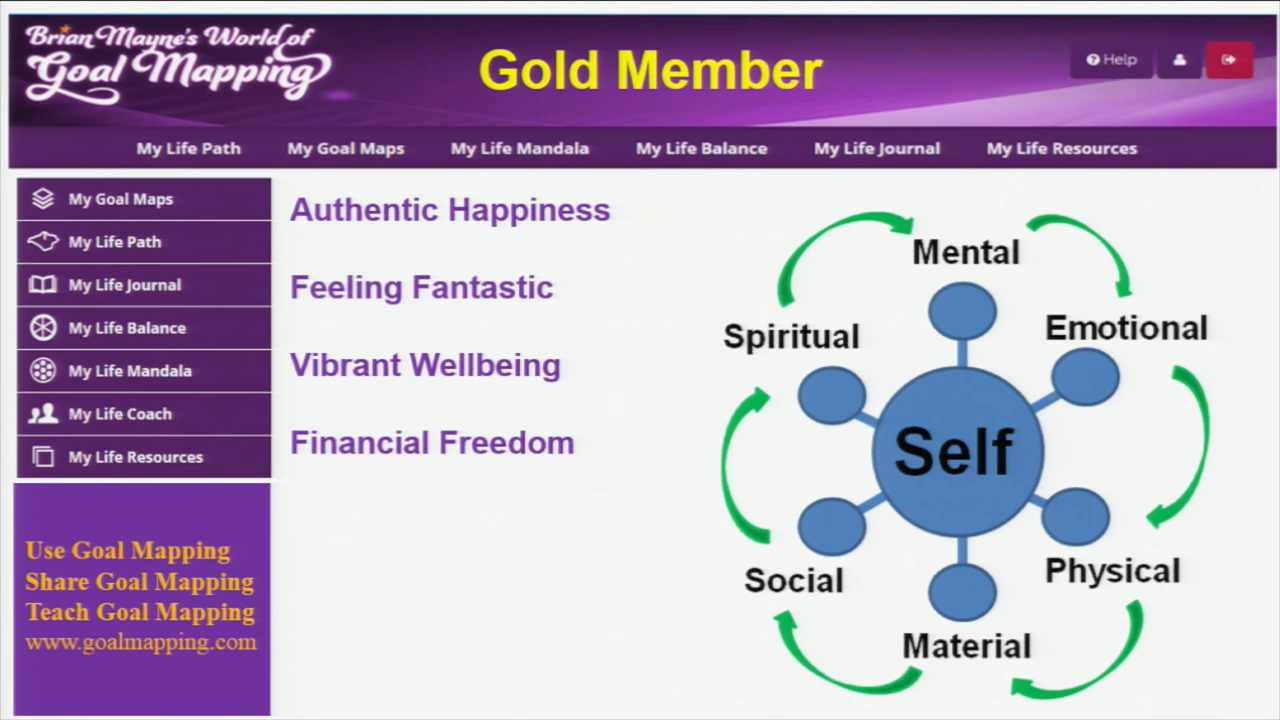 Brian Mayne's World of
Goal Mapping
Gold Member
Help
My Life Path
My Goal Maps
My Life Mandala
My Life Balance
My Life Journal
My Life Resources
My Goal Maps
My Life Path
My Life Journal
My Life Balance
My Life Mandala
My Life Coach
My Life Resources
Use Goal Mapping
Share Goal Mapping
Teach Goal Mapping
www.goalmapping.com
Authentic Happiness
Feeling Fantastic
Vibrant Wellbeing
Financial Freedom
Mental
Emotional
Physical
Material
Social
Spiritual
Self